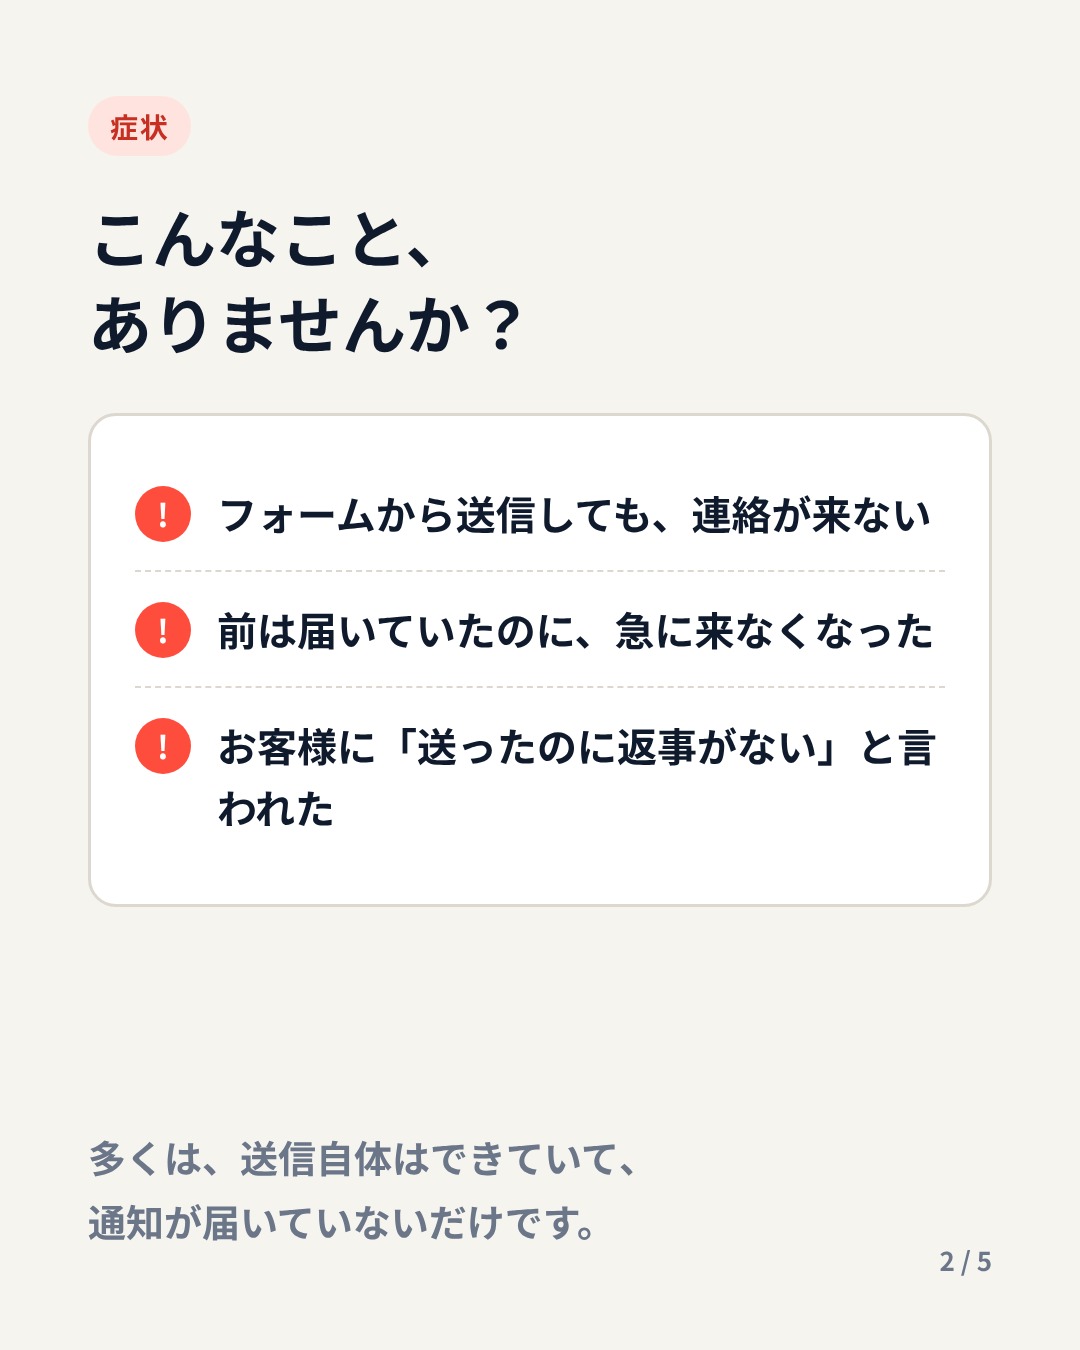 症状
こんなこと、
ありませんか？
! フォームから送信しても、連絡が来ない
! 前は届いていたのに、急に来なくなった
! お客様に「送ったのに返事がない」と言
われた
多くは、送信自体はできていて、
通知が届いていないだけです。
2 / 5